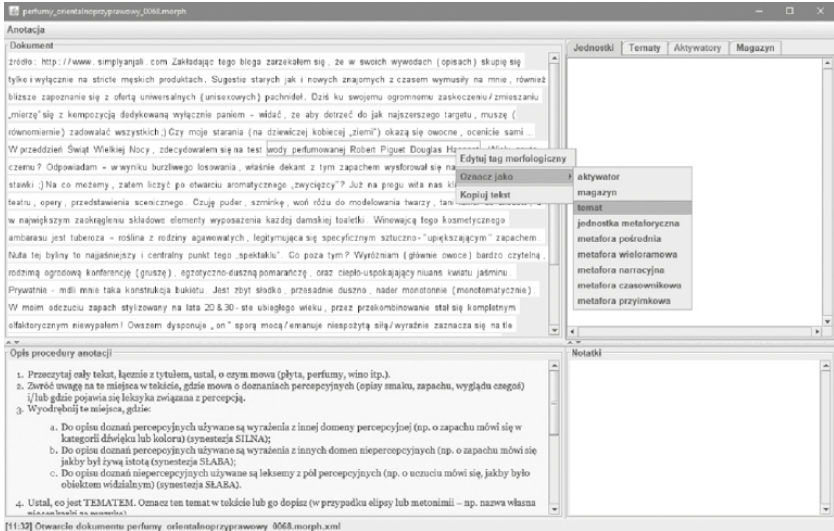 perfumy_orientalnoprzyprawowy_0068.morph
Anotacja
Dokument
źródło: http://www.simplyanjali.com Zakładając tego bloga zarzekałem się, że w swoich wywodach (opisach) skupię się
tylko i wyłącznie na stricte męskich produktach. Sugestie starych jak i nowych znajomych z czasem wymusiły na mnie, również
bliższe zapoznanie się z ofertą uniwersalnych (unisexowych) pachnideł. Dziś ku swojemu ogromnemu zaskoczeniu/zmieszaniu
„mierzę" się z kompozycją dedykowaną wyłącznie paniom - widać, że aby dotrzeć do jak najszerszego targetu, muszę (
równomiernie) zadowalać wszystkich ;) Czy moje starania (na dziewiczej kobiecej „ziemi") okażą się owocne, ocenicie sami.
W przeddzień Świąt Wielkiej Nocy, zdecydowałem się na test wody perfumowanej Robert Piguet Douglas
czemu? Odpowiadam - w wyniku burzliwego losowania, właśnie dekant z tym zapachem wysforował się na
stawki ;) Na co możemy, zatem liczyć po otwarciu aromatycznego „zwycięzcy"? Już na progu wita nas
teatru, opery, przedstawienia scenicznego. Czuję puder, szminkę, woń różu do modelowania twarzy,
w największym zaokrągleniu składowe elementy wyposażenia każdej damskiej toaletki. Winowajcą tego kosmetycznego
ambarasu jest tuberoza - roślina z rodziny agawowatych, legitymująca się specyficznym sztuczno-"upiększającym" zapachem.
Nuta tej byliny to najjaśniejszy i centralny punkt tego „spektaklu". Co poza tym? Wyróżniam (głównie owoce) bardzo czytelną,
rodzimą ogrodową konferencję (gruszę), egzotyczno-duszną pomarańczę, oraz ciepło-uspokajający niuans kwiatu jaśminu.
Prywatnie - mdli mnie taka konstrukcja bukietu. Jest zbyt słodko, przesadnie duszno, nader monotonnie (monotematycznie).
W moim odczuciu zapach stylizowany na lata 20 & 30-ste ubiegłego wieku, przez przekombinowanie stał się kompletnym
olfaktorycznym niewypałem! Owszem dysponuje „on" sporą mocą/emanuje niespożytą siłą/wyraźnie zaznacza się na tle
Edytuj tag morfologiczny
Oznacz jako
Kopiuj tekst
aktywator
magazyn
temat
jednostka metaforyczna
metafora pośrednia
metafora wieloramowa
metafora narracyjna
metafora czasownikowa
metafora przyimkowa
Jednostki Tematy Aktywatory Magazyn
Opis procedury anotacji
1. Przeczytaj cały tekst, łącznie z tytułem, ustal, o czym mowa (płyta, perfumy, wino itp.).
2. Zwróć uwagę na te miejsca w tekście, gdzie mowa o doznaniach percepcyjnych (opisy smaku, zapachu, wyglądu czegoś)
i/lub gdzie pojawia się leksyka związana z percepcją.
3. Wyodrębnij te miejsca, gdzie:
a. Do opisu doznań percepcyjnych używane są wyrażenia z innej domeny percepcyjnej (np. o zapachu mówi się w
kategorii dźwięku lub koloru) (synestezja SILNA);
b. Do opisu doznań percepcyjnych używane są wyrażenia z innych domen niepercepcyjnych (np. o zapachu mówi się
jakby był żywą istotą (synestezja SŁABA);
c. Do opisu doznań niepercepcyjnych używane są leksemy z pól percepcyjnych (np. o uczuciu mówi się, jakby było
obiektem widzialnym) (synestezja SŁABA).
4. Ustal, co jest TEMATEM. Oznacz ten temat w tekście lub go dopisz (w przypadku elipsy lub metonimii – np. nazwa własna
Notatki
[11:32] Otwarcie dokumentu perfumy_orientalnoprzyprawowy_0068.morph.xml